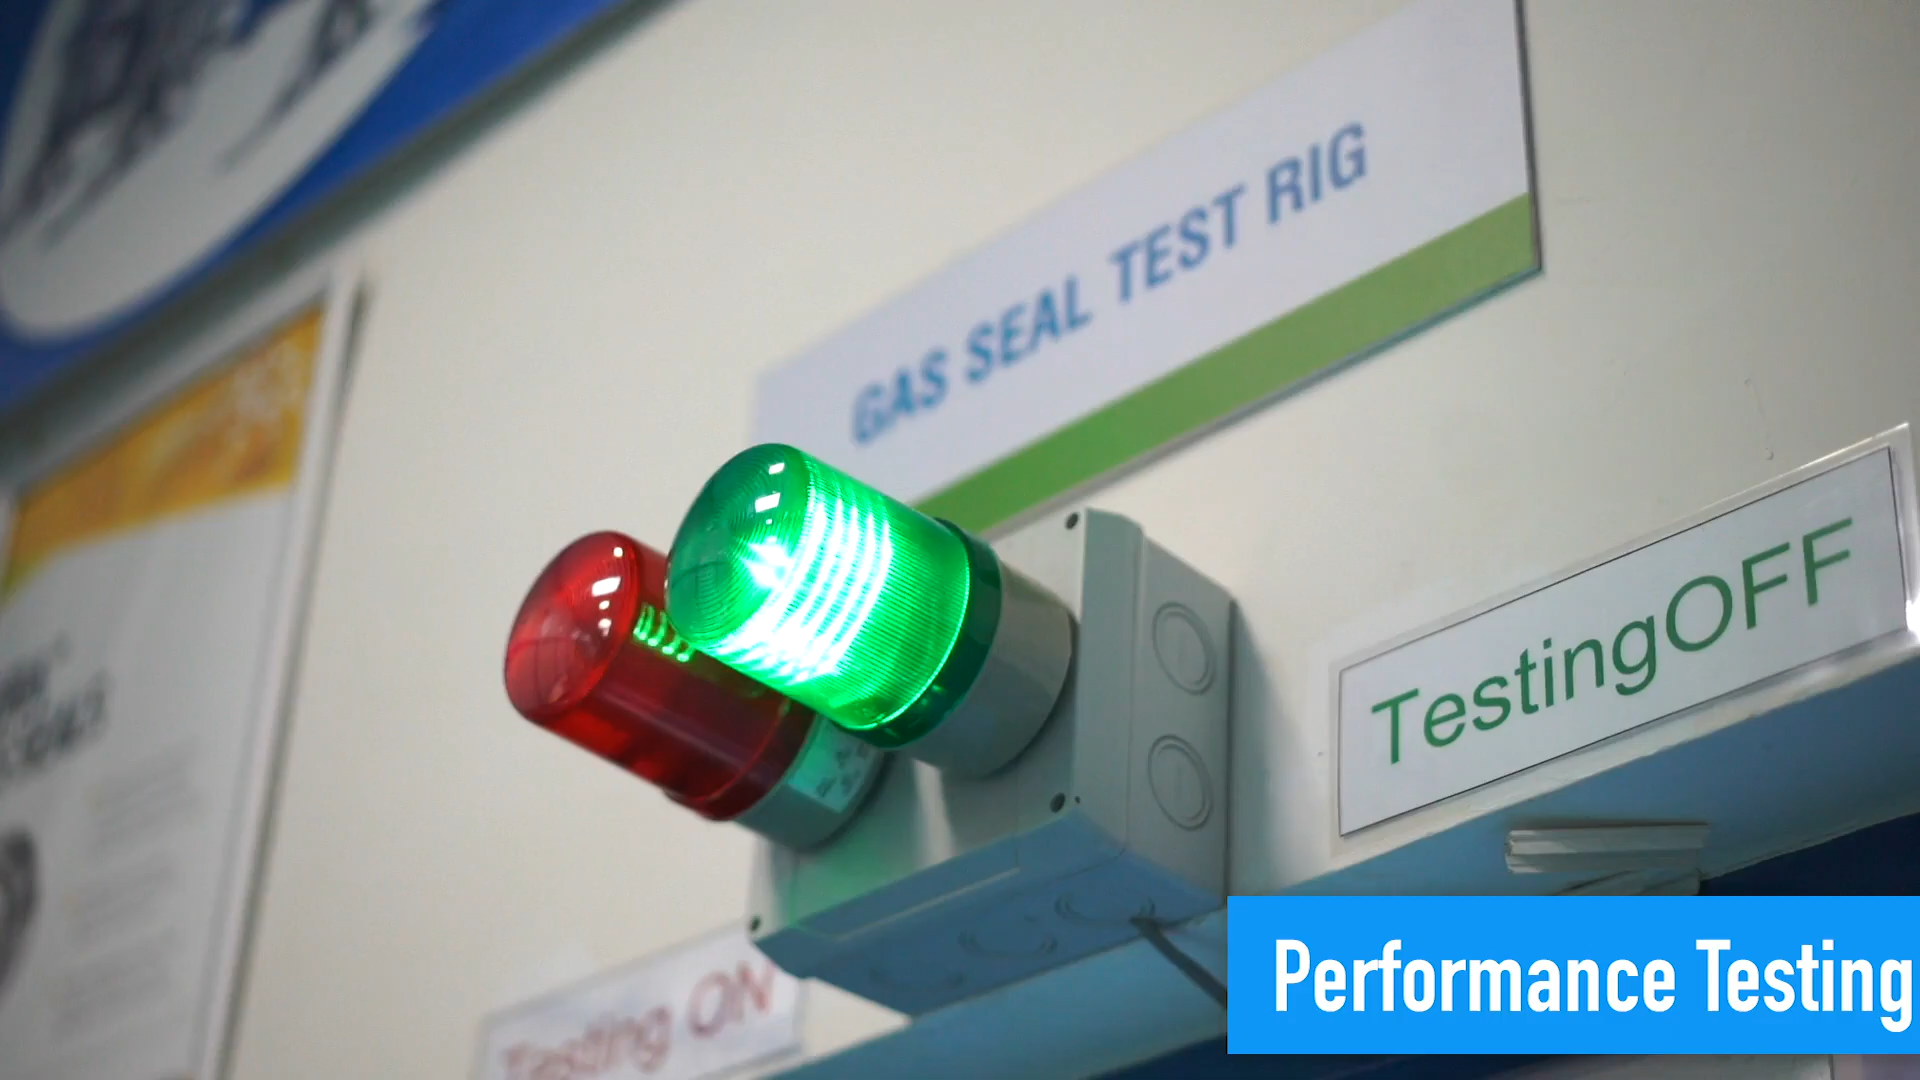 GAS SEAL TEST RIG
TestingOFF
Testing ON
Performance Testing